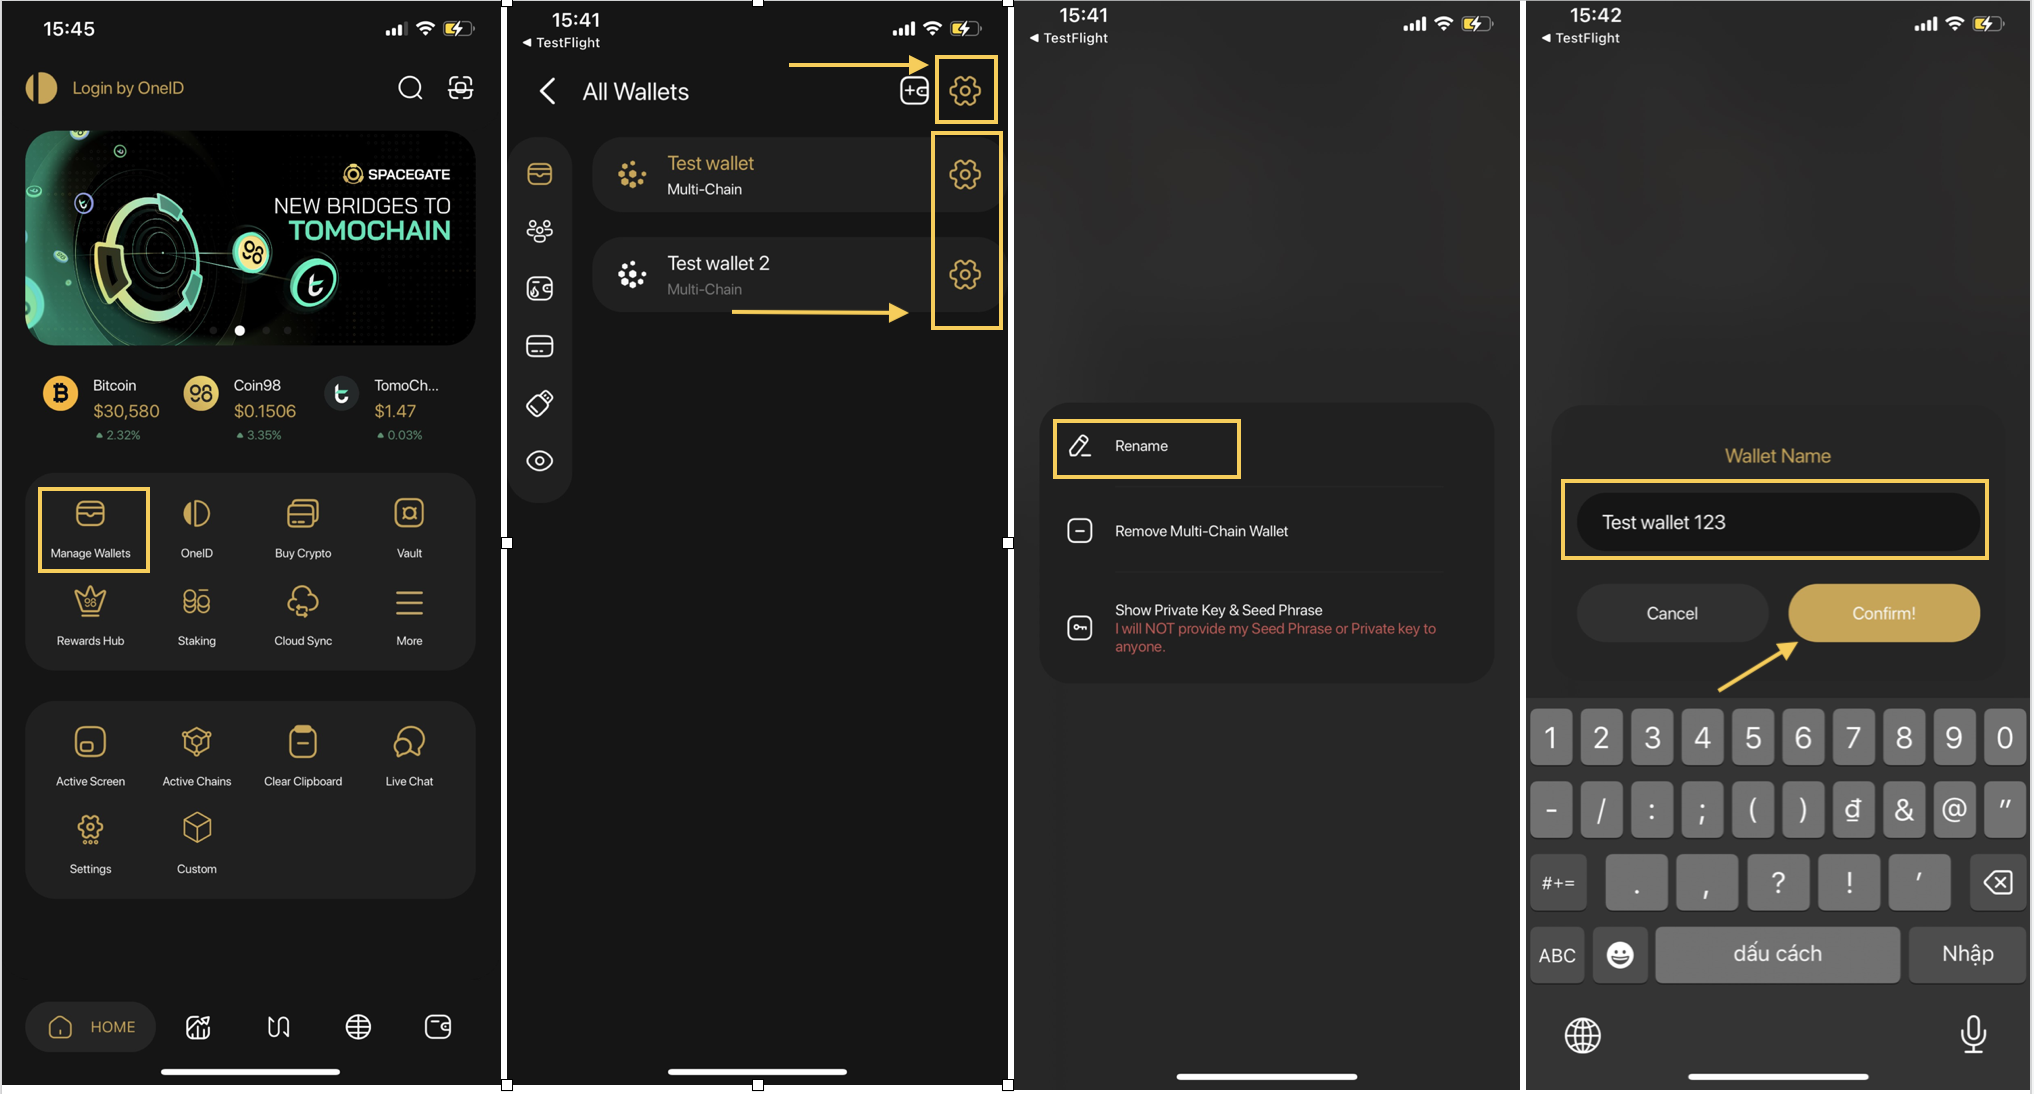 15:45
Login by OneID
SPACEGATE
NEW BRIDGES TO
TOMOCHAIN
Bitcoin
$30,580
2.32%
Coin98
$0.1506
3.35%
TomoCh...
$1.47
0.03%
Manage Wallets
OneID
Buy Crypto
Vault
Rewards Hub
Staking
Cloud Sync
More
Active Screen
Active Chains
Clear Clipboard
Live Chat
Settings
Custom
HOME
15:41
◄ TestFlight
All Wallets
Test wallet
Multi-Chain
Test wallet 2
Multi-Chain
15:41
◄ TestFlight
Rename
Remove Multi-Chain Wallet
Show Private Key & Seed Phrase
I will NOT provide my Seed Phrase or Private key to
anyone.
15:42
◄ TestFlight
Wallet Name
Test wallet 123
Cancel
Confirm!
1 2 3 4 5 6 7 8 9 0
- / : ; ( ) ₫ & @ "
#+= . , ? ! '
ABC dấu cách Nhập